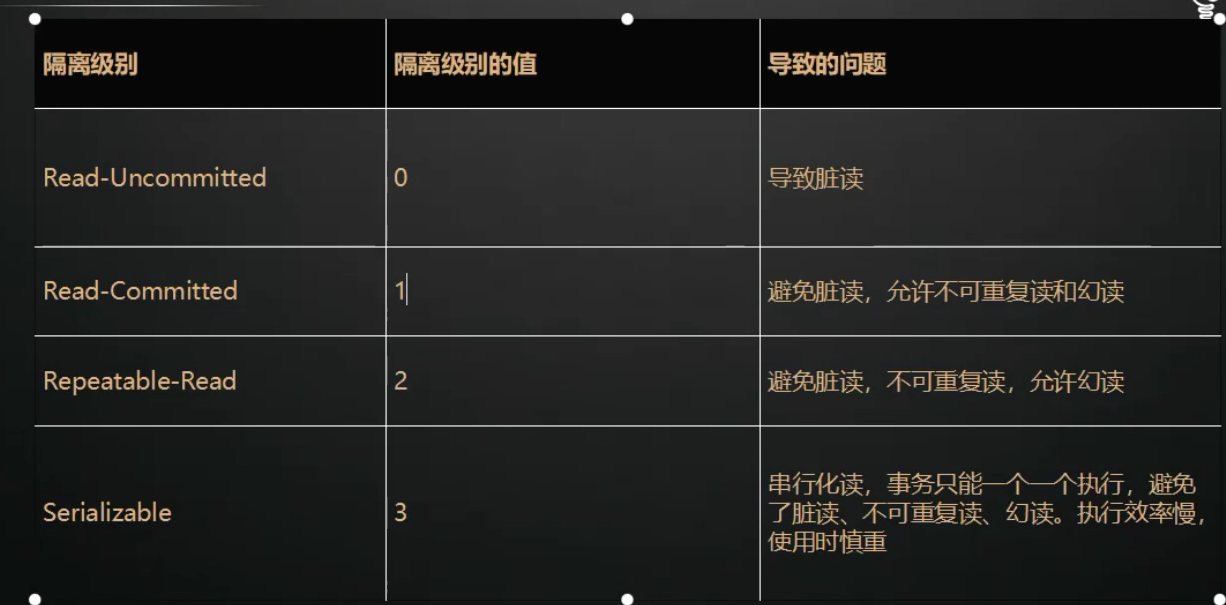 隔离级别 隔离级别的值 导致的问题
Read-Uncommitted 0 导致脏读
Read-Committed 1 避免脏读，允许不可重复读和幻读
Repeatable-Read 2 避免脏读，不可重复读，允许幻读
Serializable 3 串行化读，事务只能一个一个执行，避免
了脏读、不可重复读、幻读。执行效率慢，
使用时慎重